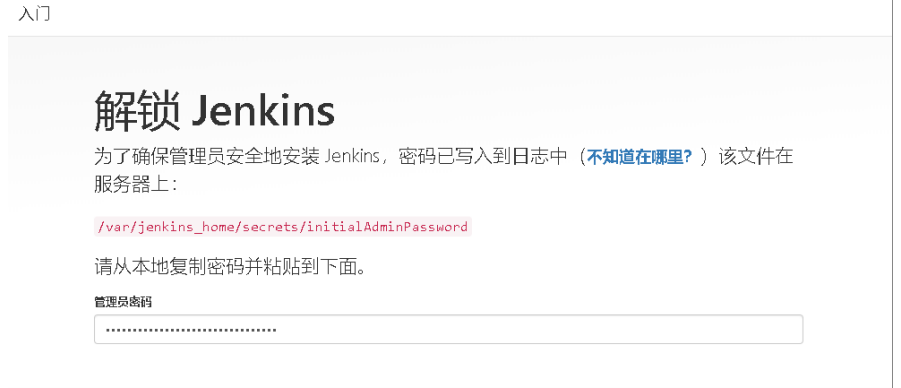 入门
解锁 Jenkins
为了确保管理员安全地安装 Jenkins，密码已写入到日志中（不知道在哪里？）该文件在
服务器上：
/var/jenkins_home/secrets/initialAdminPassword
请从本地复制密码并粘贴到下面。
管理员密码
••••••••••••••••••••••••••••••••